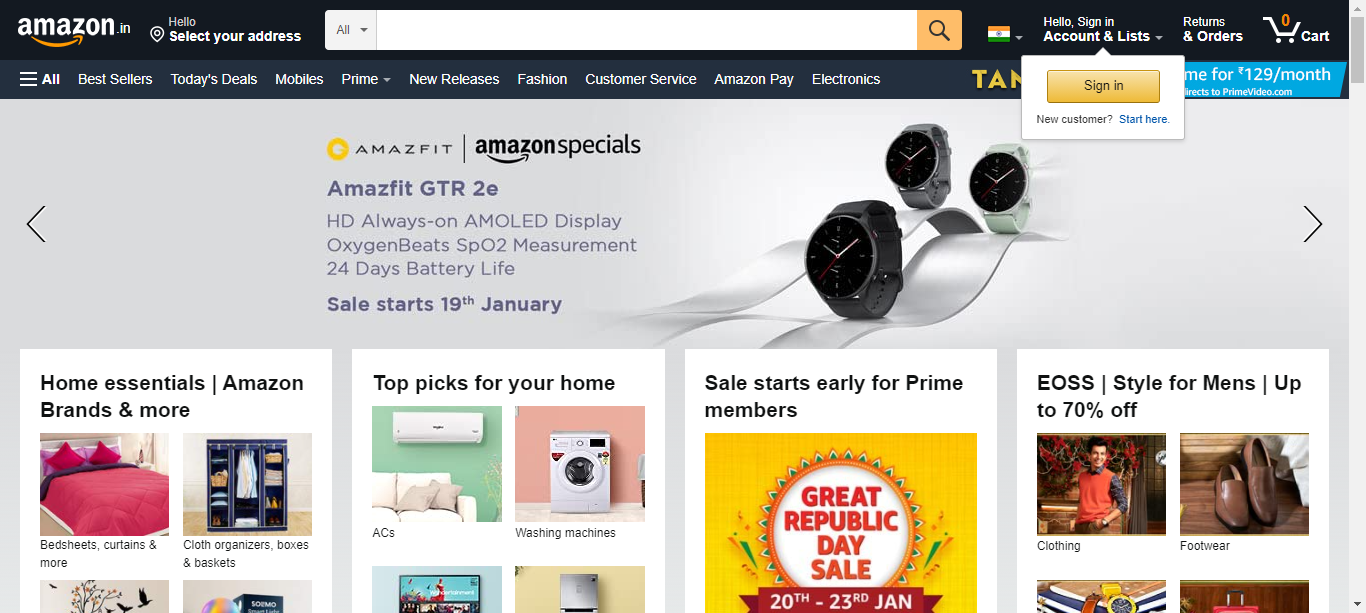 amazon.in
Hello
Select your address
All
Hello, Sign in
Account & Lists
Returns
& Orders
0
Cart
All
Best Sellers
Today's Deals
Mobiles
Prime
New Releases
Fashion
Customer Service
Amazon Pay
Electronics
TAN
me for ₹129/month
irects to PrimeVideo.com
Sign in
New customer? Start here.
AMAZFIT | amazonspecials
Amazfit GTR 2e
HD Always-on AMOLED Display
OxygenBeats SpO2 Measurement
24 Days Battery Life
Sale starts 19th January
Home essentials | Amazon
Brands & more
Bedsheets, curtains &
more
Cloth organizers, boxes
& baskets
SOEMO
Top picks for your home
ACs
Washing machines
Sale starts early for Prime
members
GREAT
REPUBLIC
DAY
SALE
20TH - 23RD JAN
EOSS | Style for Mens | Up
to 70% off
Clothing
Footwear